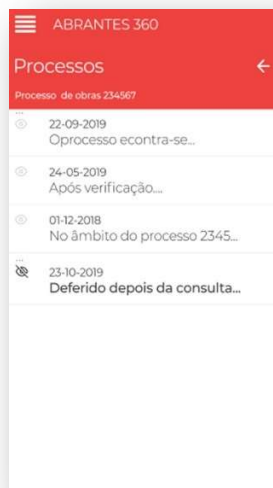 ABRANTES 360
Processos
Processo de obras 234567
...
22-09-2019
Oprocesso econtra-se...
24-05-2019
Após verificação....
01-12-2018
No âmbito do processo 2345...
...
23-10-2019
Deferido depois da consulta...